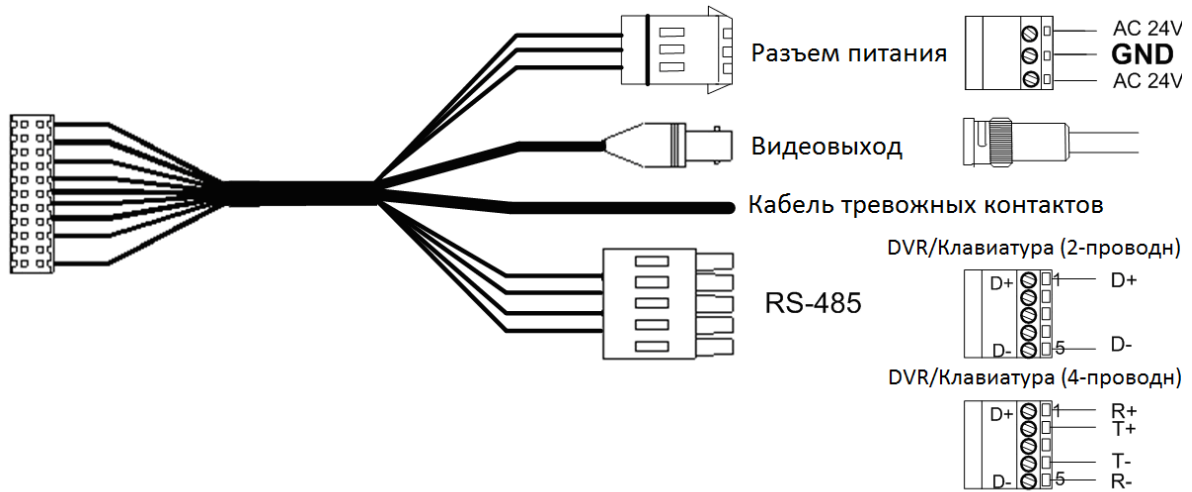 Разъем питания
AC 24V
GND
AC 24V
Видеовыход
Кабель тревожных контактов
RS-485
DVR/Клавиатура (2-проводн)
D+ 1 D+
D- 5 D-
DVR/Клавиатура (4-проводн)
D+ 1 R+
T+
T-
D- 5 R-